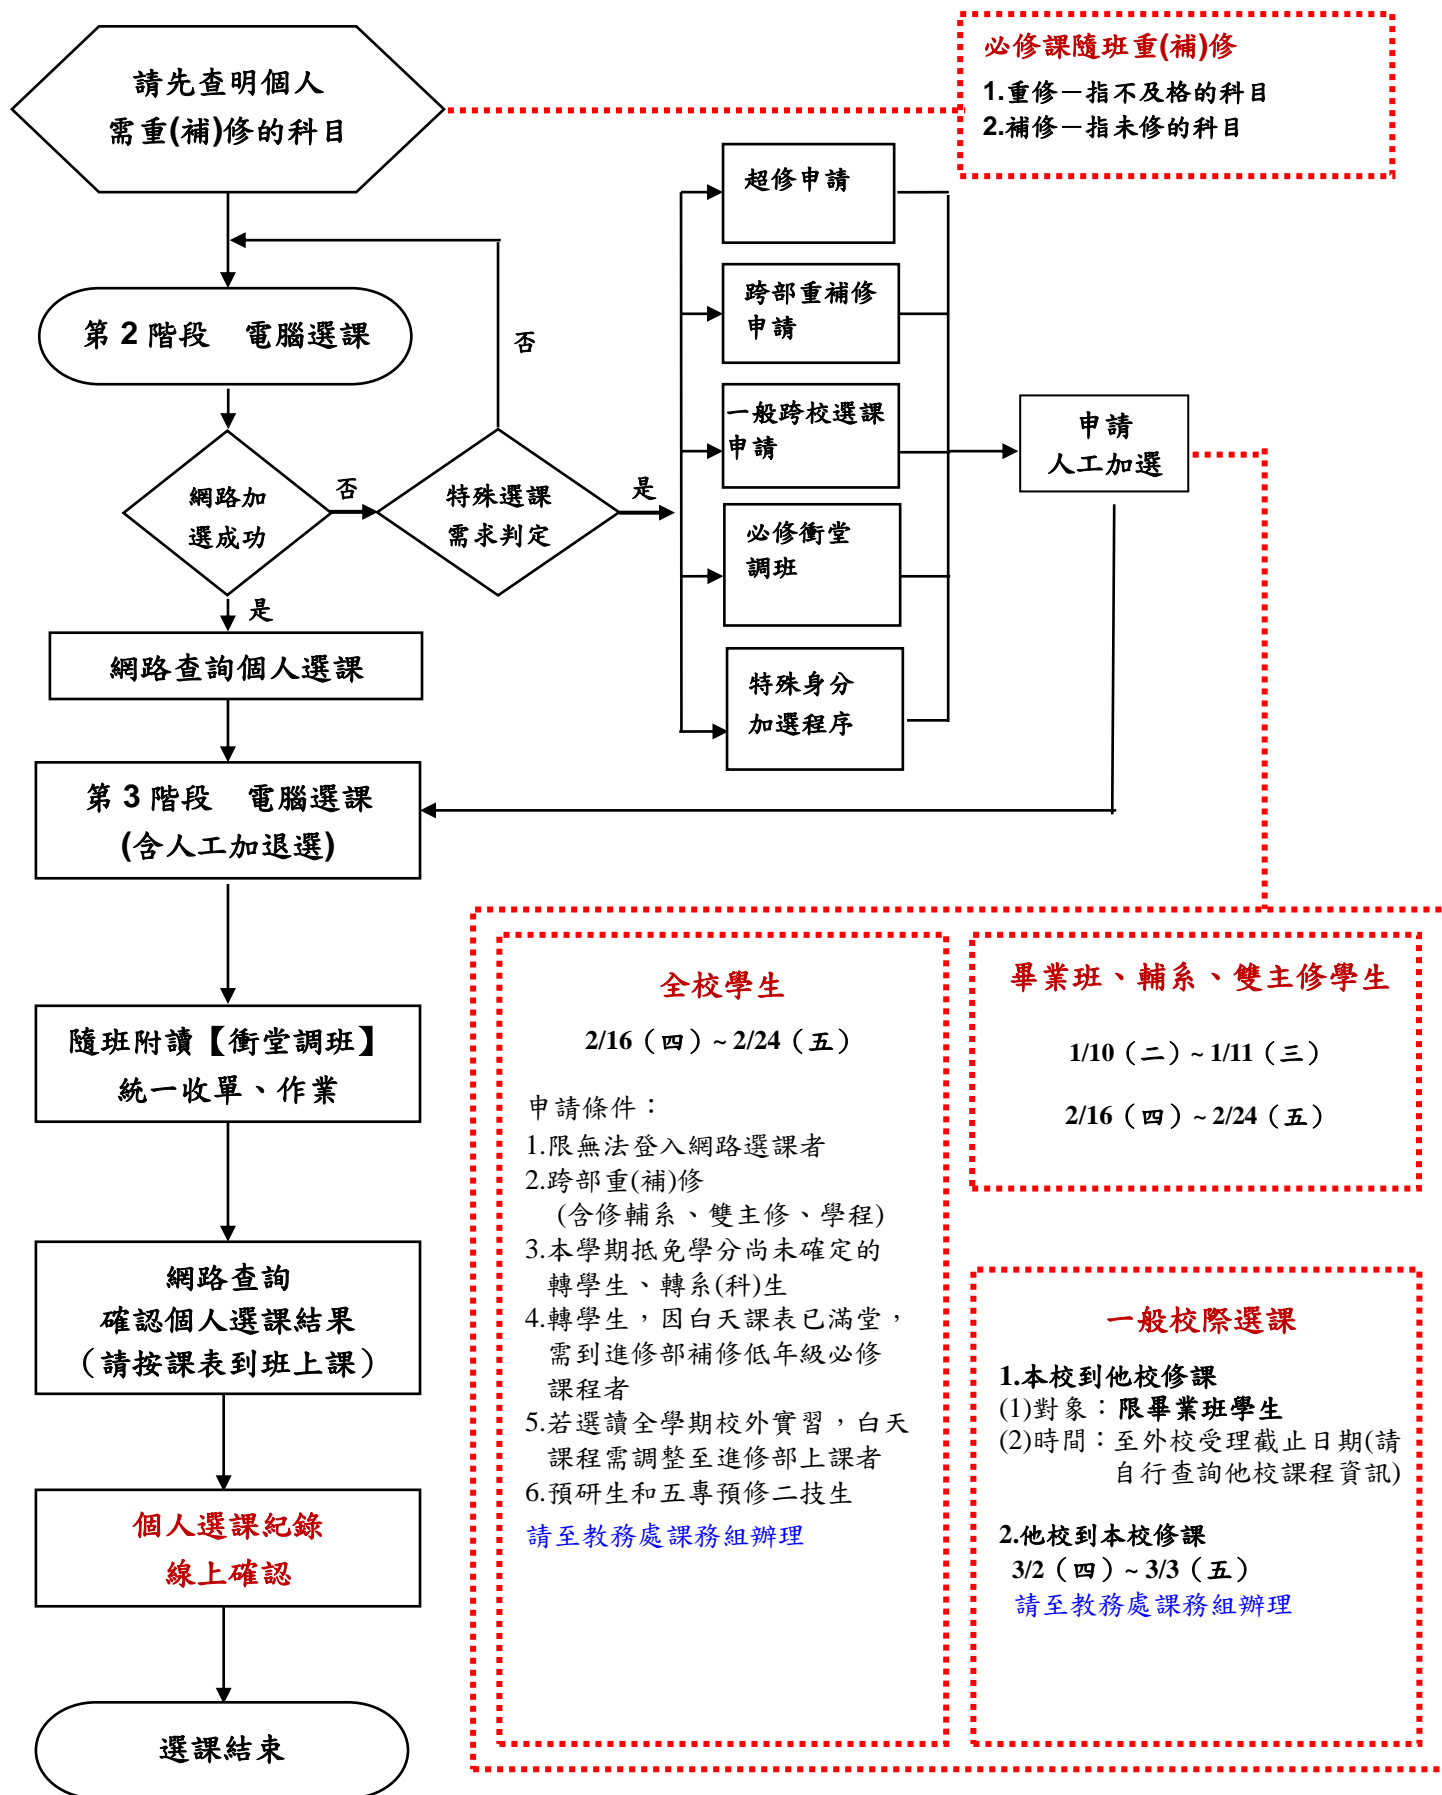 請先查明個人
需重(補)修的科目
必修課隨班重(補)修
1.重修－指不及格的科目
2.補修－指未修的科目
超修申請
跨部重補修
申請
一般跨校選課
申請
必修衝堂
調班
特殊身分
加選程序
申請
人工加選
第 2 階段　電腦選課
否
網路加
選成功
否
特殊選課
需求判定
是
是
網路查詢個人選課
第 3 階段　電腦選課
(含人工加退選)
隨班附讀【衝堂調班】
統一收單、作業
網路查詢
確認個人選課結果
（請按課表到班上課）
個人選課紀錄
線上確認
選課結束
全校學生
2/16（四）~ 2/24（五）
申請條件：
1.限無法登入網路選課者
2.跨部重(補)修
(含修輔系、雙主修、學程)
3.本學期抵免學分尚未確定的
轉學生、轉系(科)生
4.轉學生，因白天課表已滿堂，
需到進修部補修低年級必修
課程者
5.若選讀全學期校外實習，白天
課程需調整至進修部上課者
6.預研生和五專預修二技生
請至教務處課務組辦理
畢業班、輔系、雙主修學生
1/10（二）~ 1/11（三）
2/16（四）~ 2/24（五）
一般校際選課
1.本校到他校修課
(1)對象：限畢業班學生
(2)時間：至外校受理截止日期(請
自行查詢他校課程資訊)
2.他校到本校修課
3/2（四）~ 3/3（五）
請至教務處課務組辦理